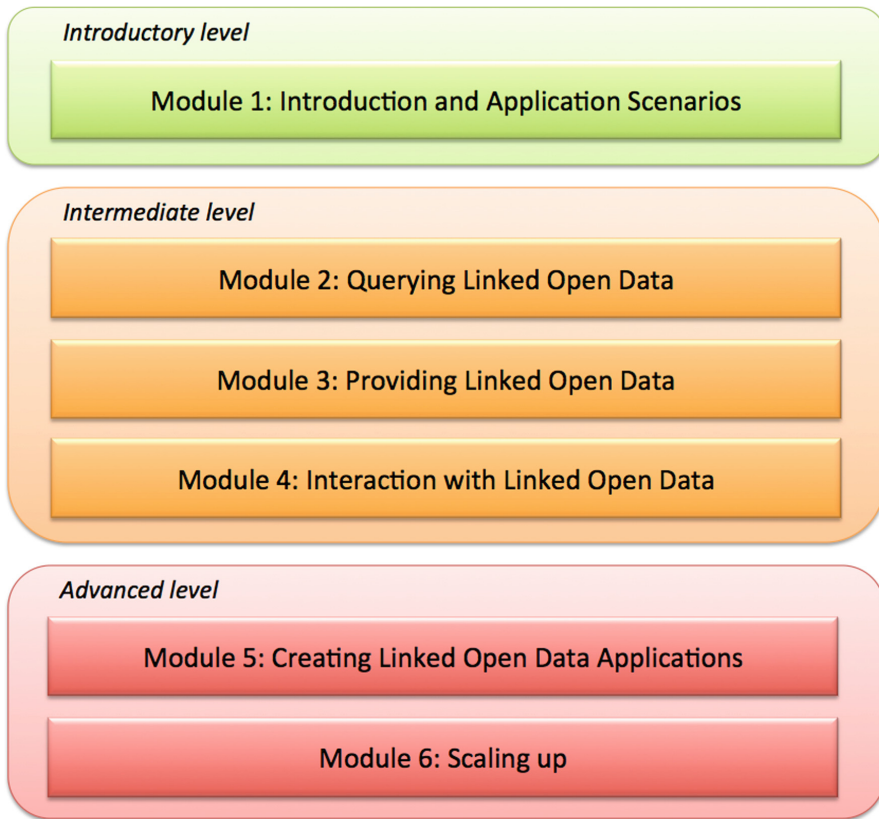 Introductory level
Module 1: Introduction and Application Scenarios
Intermediate level
Module 2: Querying Linked Open Data
Module 3: Providing Linked Open Data
Module 4: Interaction with Linked Open Data
Advanced level
Module 5: Creating Linked Open Data Applications
Module 6: Scaling up